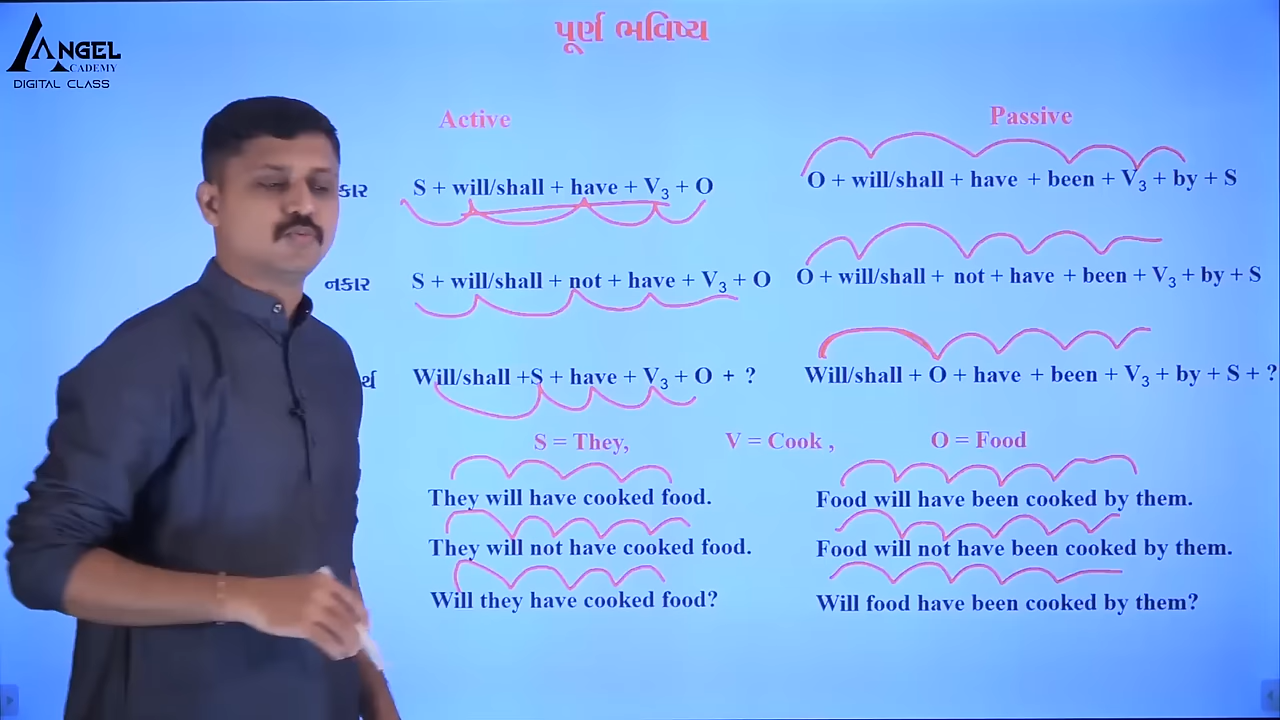 ANGEL
ACADEMY
DIGITAL CLASS
પૂર્ણ ભવિષ્ય
Active
Passive
S + will/shall + have + V3 + O
O + will/shall + have + been + V3 + by + S
નકાર
S + will/shall + not + have + V3 + O
O + will/shall + not + have + been + V3 + by + S
Will/shall +S + have + V3 + O + ?
Will/shall + O + have + been + V3 + by + S + ?
S = They, V = Cook , O = Food
They will have cooked food.
Food will have been cooked by them.
They will not have cooked food.
Food will not have been cooked by them.
Will they have cooked food?
Will food have been cooked by them?